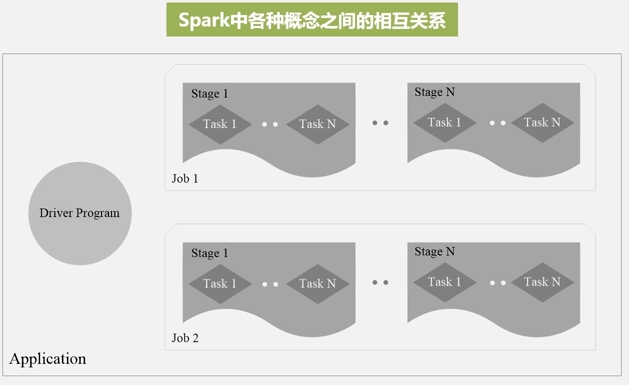 Spark中各种概念之间的相互关系
Stage 1
Task 1
Task N
Stage N
Task 1
Task N
Job 1
Driver Program
Stage 1
Task 1
Task N
Stage N
Task 1
Task N
Job 2
Application